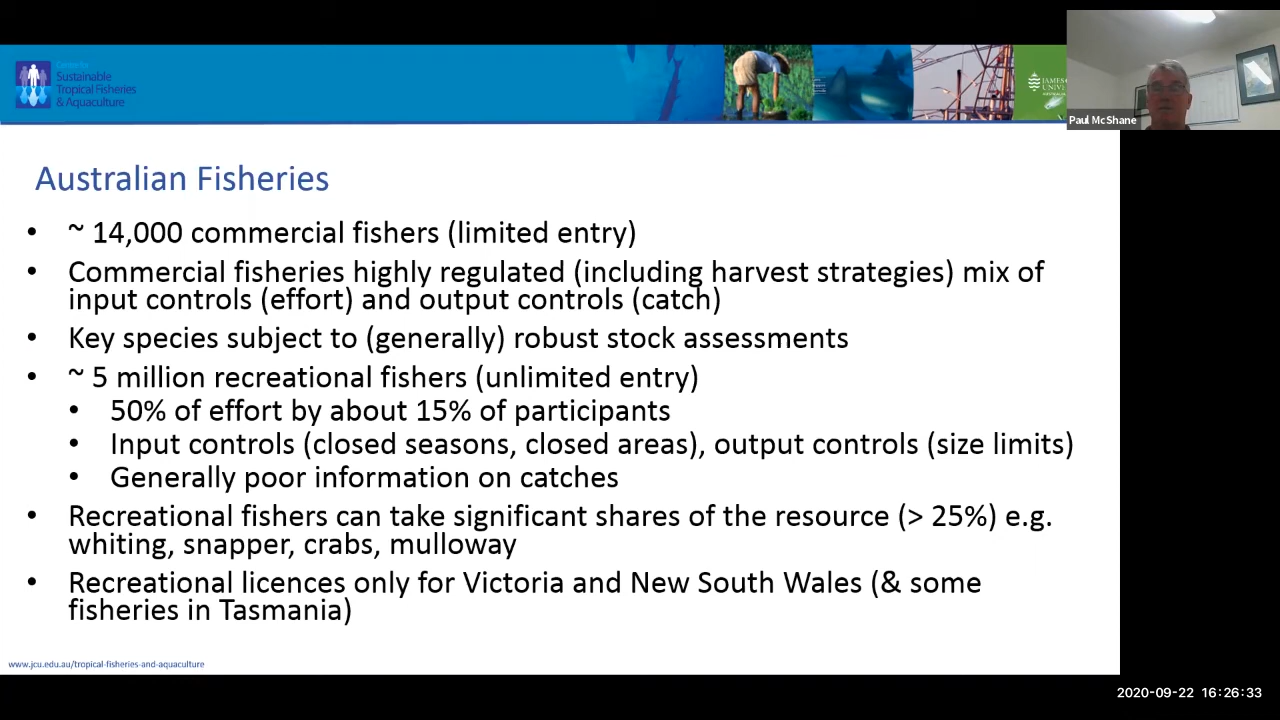 Centre for
Sustainable
Tropical Fisheries
& Aquaculture
Paul McShane
Australian Fisheries
• ~ 14,000 commercial fishers (limited entry)
• Commercial fisheries highly regulated (including harvest strategies) mix of
input controls (effort) and output controls (catch)
• Key species subject to (generally) robust stock assessments
• ~ 5 million recreational fishers (unlimited entry)
• 50% of effort by about 15% of participants
• Input controls (closed seasons, closed areas), output controls (size limits)
• Generally poor information on catches
• Recreational fishers can take significant shares of the resource (> 25%) e.g.
whiting, snapper, crabs, mulloway
• Recreational licences only for Victoria and New South Wales (& some
fisheries in Tasmania)
www.jcu.edu.au/tropical-fisheries-and-aquaculture
2020-09-22 16:26:33